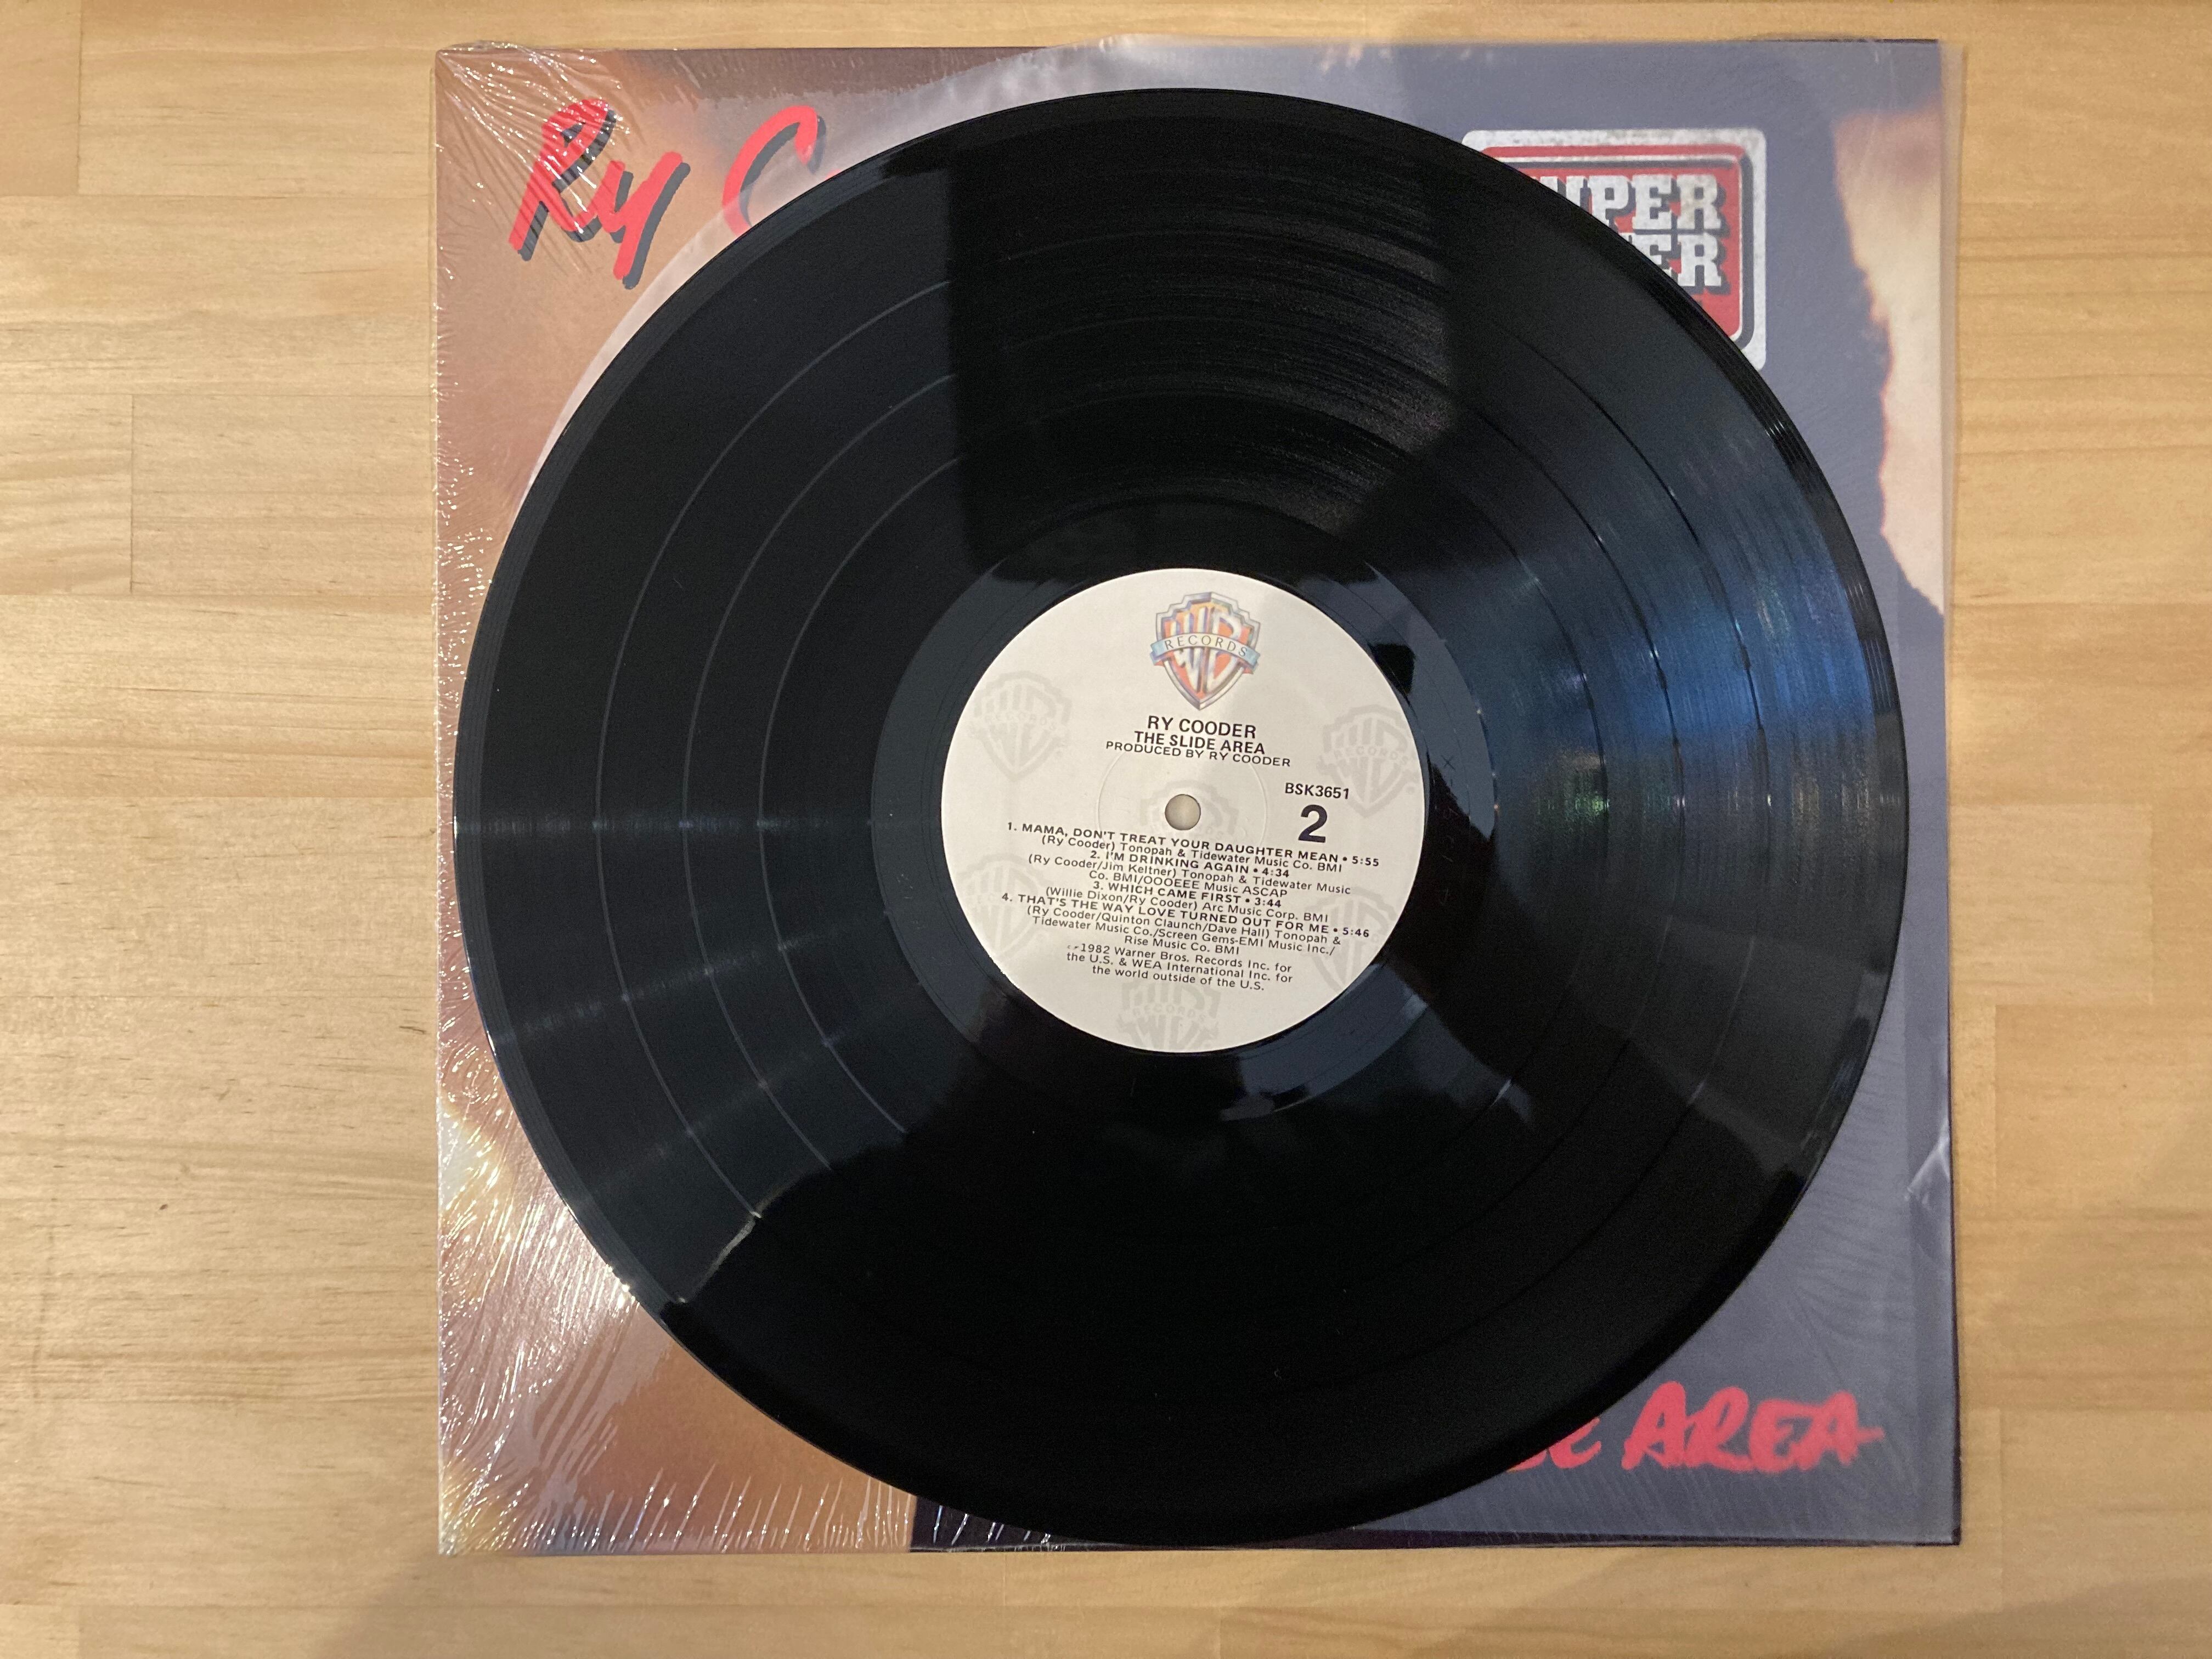 Ry C
UPER
ER
RECORDS
RY COODER
THE SLIDE AREA
PRODUCED BY RY COODER
BSK3651
2
1. MAMA, DON'T TREAT YOUR DAUGHTER MEAN • 5:55
(Ry Cooder) Tonopah & Tidewater Music Co. BMI
2. I'M DRINKING AGAIN • 4:34
(Ry Cooder/Jim Keltner) Tonopah & Tidewater Music
Co. BMI/OOOEEE Music ASCAP
3. WHICH CAME FIRST • 3:44
(Willie Dixon/Ry Cooder) Arc Music Corp. BMI
4. THAT'S THE WAY LOVE TURNED OUT FOR ME • 5:46
(Ry Cooder/Quinton Claunch/Dave Hall) Tonopah &
Tidewater Music Co./Screen Gems-EMI Music Inc./
Rise Music Co. BMI
1982 Warner Bros. Records Inc. for
the U.S. & WEA International Inc. for
the world outside of the U.S.
AREA